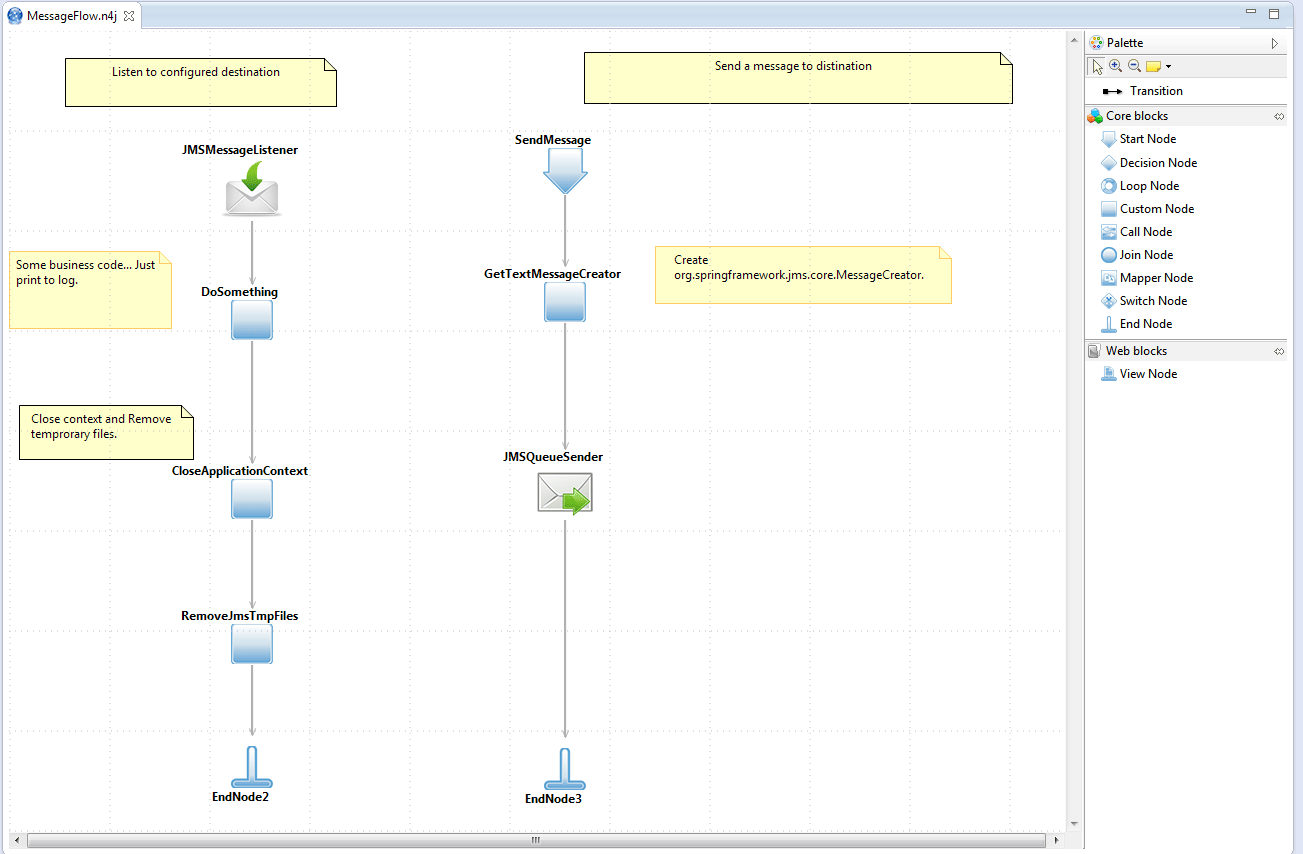 MessageFlow.n4j
Listen to configured destination
Send a message to distination
JMSMessageListener
SendMessage
Some business code... Just
print to log.
DoSomething
GetTextMessageCreator
Create
org.springframework.jms.core.MessageCreator.
Close context and Remove
temprorary files.
CloseApplicationContext
JMSQueueSender
RemoveJmsTmpFiles
EndNode2
EndNode3
Palette
Transition
Core blocks
Start Node
Decision Node
Loop Node
Custom Node
Call Node
Join Node
Mapper Node
Switch Node
End Node
Web blocks
View Node